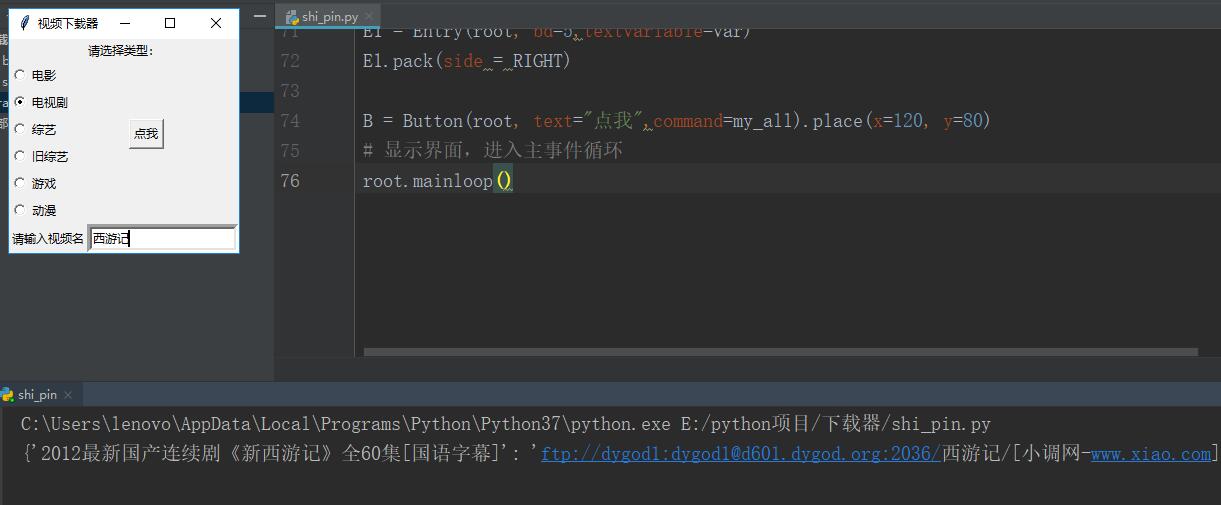 视频下载器
请选择类型:
电影
电视剧
综艺
点我
旧综艺
游戏
动漫
请输入视频名
西游记
shi_pin.py
71 E1 = Entry(root, bd=5,textvariable=var)
72 E1.pack(side = RIGHT)
73
74 B = Button(root, text="点我",command=my_all).place(x=120, y=80)
75 # 显示界面，进入主事件循环
76 root.mainloop()
shi_pin
C:\Users\lenovo\AppData\Local\Programs\Python\Python37\python.exe E:/python项目/下载器/shi_pin.py
{'2012最新国产连续剧《新西游记》全60集[国语字幕]': 'ftp://dygodl:dygodl@d601.dygod.org:2036/西游记/[小调网-www.xiao.com]